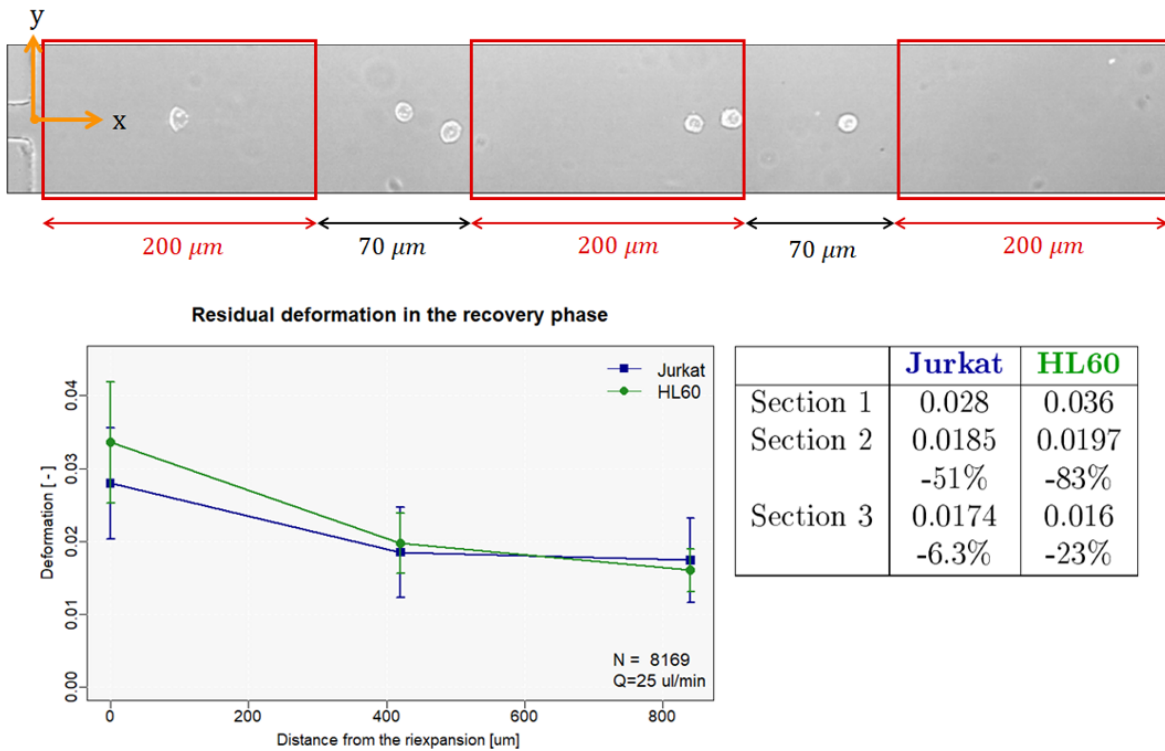 y
x
200 μm
70 μm
200 μm
70 μm
200 μm
Residual deformation in the recovery phase
Jurkat
HL60
Deformation [ - ]
0.00
0.01
0.02
0.03
0.04
N = 8169
Q=25 ul/min
0
200
400
600
800
Distance from the riexpansion [um]
Jurkat HL60
Section 1 0.028 0.036
Section 2 0.0185 0.0197
-51% -83%
Section 3 0.0174 0.016
-6.3% -23%